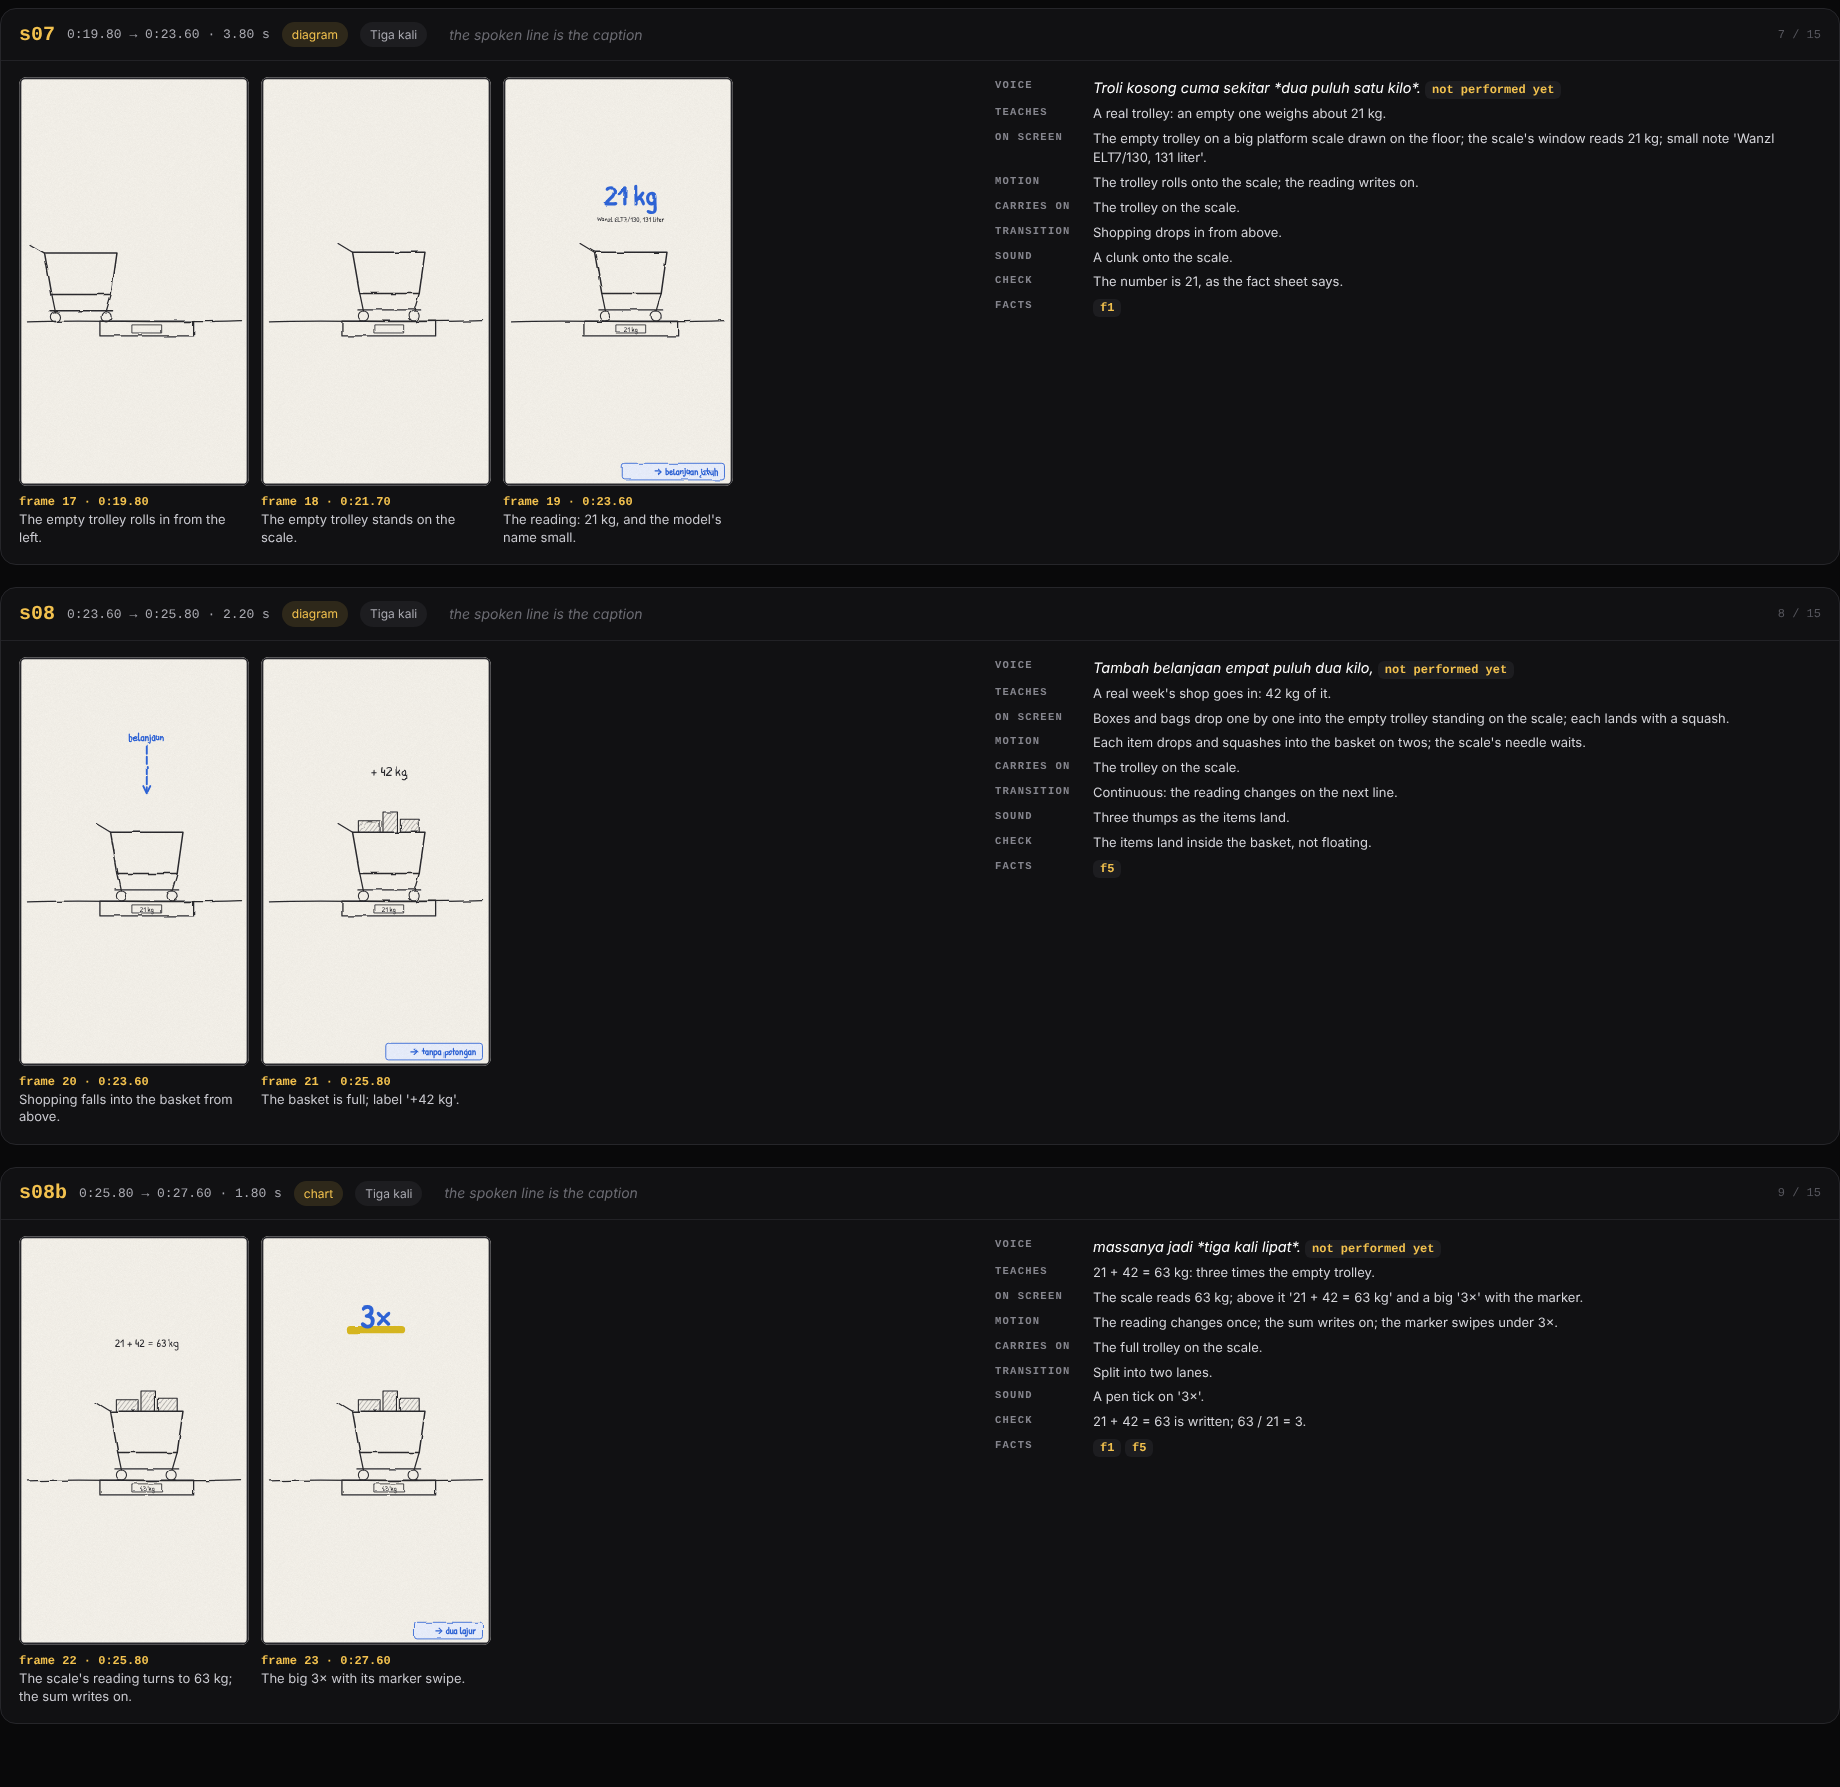 s07 0:19.80 → 0:23.60 · 3.80 s diagram Tiga kali the spoken line is the caption 7 / 15
21 kg
Wanzl ELT7/130, 131 liter
21 kg
→ belanjaan jatuh
frame 17 · 0:19.80
The empty trolley rolls in from the
left.
frame 18 · 0:21.70
The empty trolley stands on the
scale.
frame 19 · 0:23.60
The reading: 21 kg, and the model's
name small.
VOICE Troli kosong cuma sekitar *dua puluh satu kilo*. not performed yet
TEACHES A real trolley: an empty one weighs about 21 kg.
ON SCREEN The empty trolley on a big platform scale drawn on the floor; the scale's window reads 21 kg; small note 'Wanzl
ELT7/130, 131 liter'.
MOTION The trolley rolls onto the scale; the reading writes on.
CARRIES ON The trolley on the scale.
TRANSITION Shopping drops in from above.
SOUND A clunk onto the scale.
CHECK The number is 21, as the fact sheet says.
FACTS f1
s08 0:23.60 → 0:25.80 · 2.20 s diagram Tiga kali the spoken line is the caption 8 / 15
belanjaan
21 kg
+ 42 kg
21 kg
→ tanpa potongan
frame 20 · 0:23.60
Shopping falls into the basket from
above.
frame 21 · 0:25.80
The basket is full; label '+42 kg'.
VOICE Tambah belanjaan empat puluh dua kilo, not performed yet
TEACHES A real week's shop goes in: 42 kg of it.
ON SCREEN Boxes and bags drop one by one into the empty trolley standing on the scale; each lands with a squash.
MOTION Each item drops and squashes into the basket on twos; the scale's needle waits.
CARRIES ON The trolley on the scale.
TRANSITION Continuous: the reading changes on the next line.
SOUND Three thumps as the items land.
CHECK The items land inside the basket, not floating.
FACTS f5
s08b 0:25.80 → 0:27.60 · 1.80 s chart Tiga kali the spoken line is the caption 9 / 15
21 + 42 = 63 kg
63 kg
3×
63 kg
→ dua lajur
frame 22 · 0:25.80
The scale's reading turns to 63 kg;
the sum writes on.
frame 23 · 0:27.60
The big 3× with its marker swipe.
VOICE massanya jadi *tiga kali lipat*. not performed yet
TEACHES 21 + 42 = 63 kg: three times the empty trolley.
ON SCREEN The scale reads 63 kg; above it '21 + 42 = 63 kg' and a big '3×' with the marker.
MOTION The reading changes once; the sum writes on; the marker swipes under 3×.
CARRIES ON The full trolley on the scale.
TRANSITION Split into two lanes.
SOUND A pen tick on '3×'.
CHECK 21 + 42 = 63 is written; 63 / 21 = 3.
FACTS f1 f5